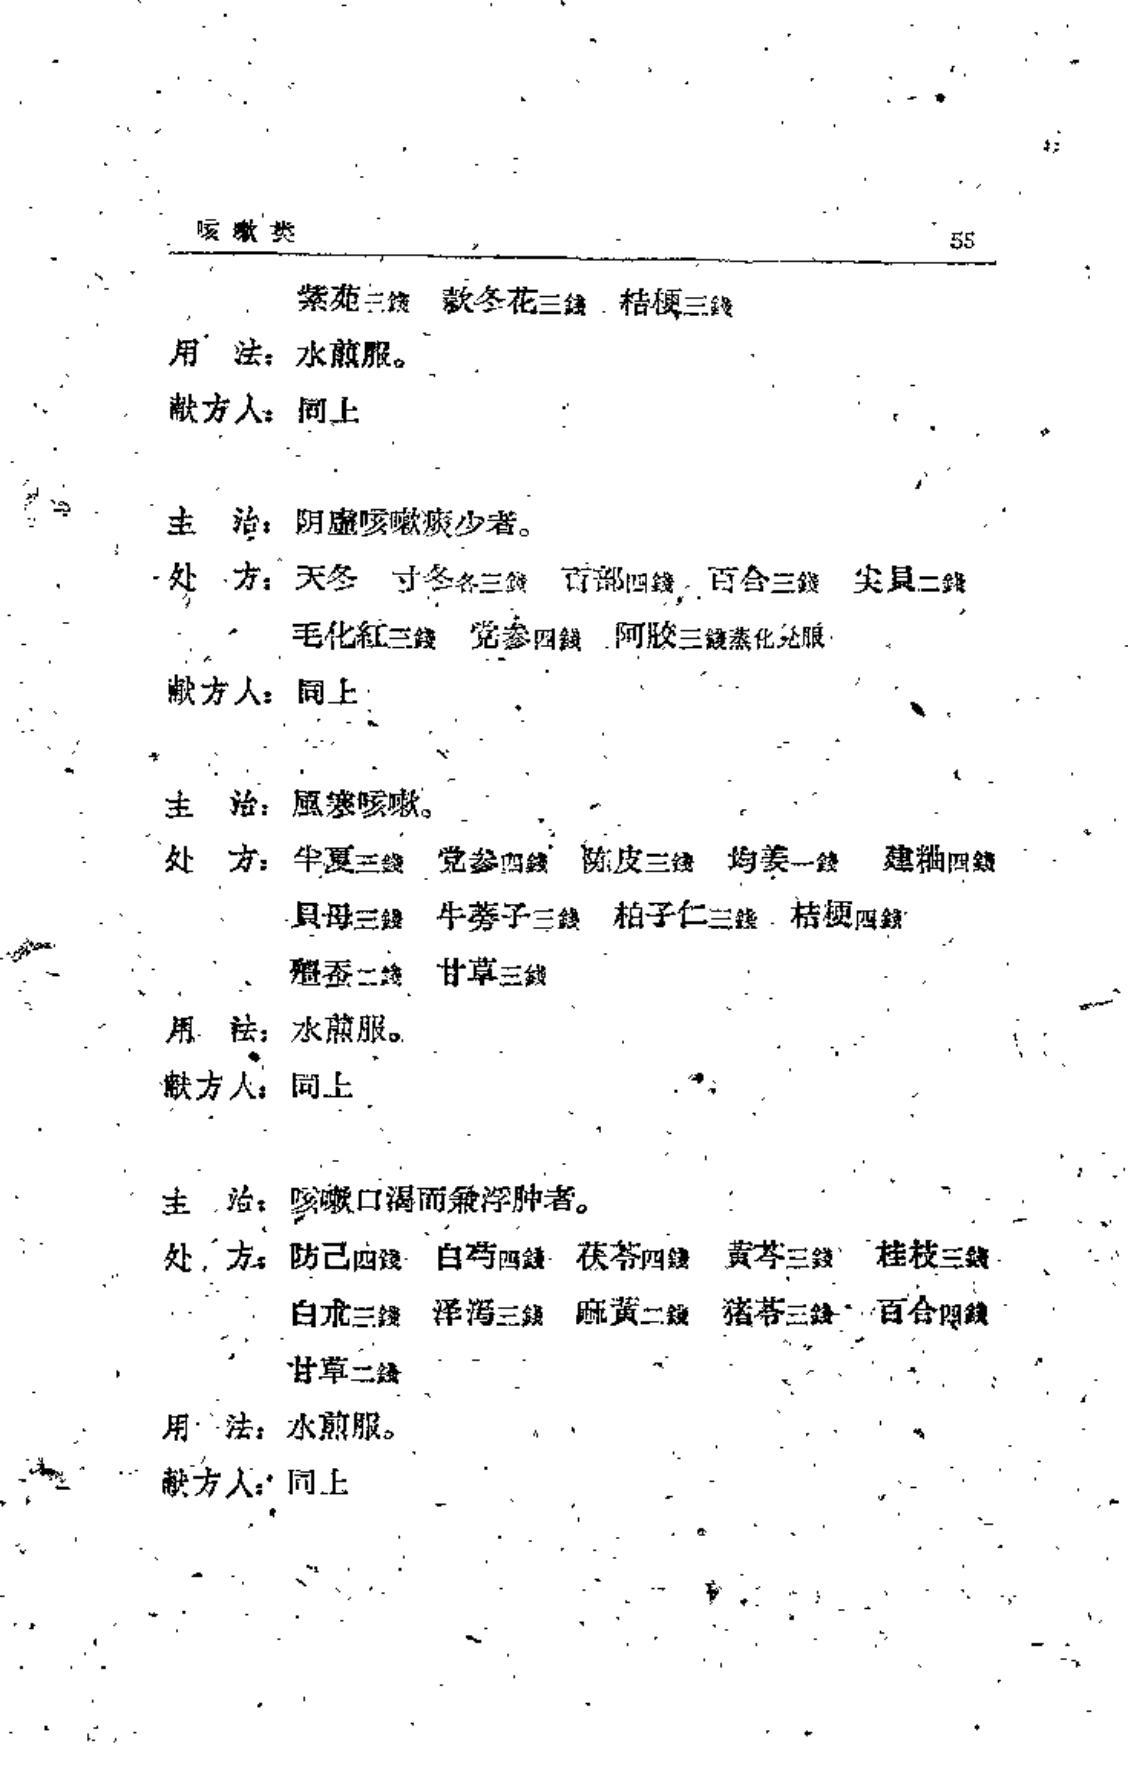 咳嗽类 55
紫苑三錢 款冬花三錢 桔梗三錢
用法：水煎服。
献方人：同上
主治：阴虛咳嗽痰少者。
处方：天冬 寸冬各三錢 百部四錢 百合三錢 尖貝二錢
毛化紅三錢 党参四錢 阿胶三錢蒸化兑服
献方人：同上
主治：風寒咳嗽。
处方：半夏三錢 党参四錢 陈皮三錢 均姜一錢 建粬四錢
貝母三錢 牛蒡子三錢 柏子仁三錢 桔梗四錢
殭蚕二錢 甘草三錢
用法：水煎服。
献方人：同上
主治：咳嗽口渴而兼浮肿者。
处方：防己四錢 白芍四錢 茯苓四錢 黃芩三錢 桂枝三錢
白朮三錢 泽泻三錢 麻黃二錢 猪苓三錢 百合四錢
甘草二錢
用法：水煎服。
献方人：同上